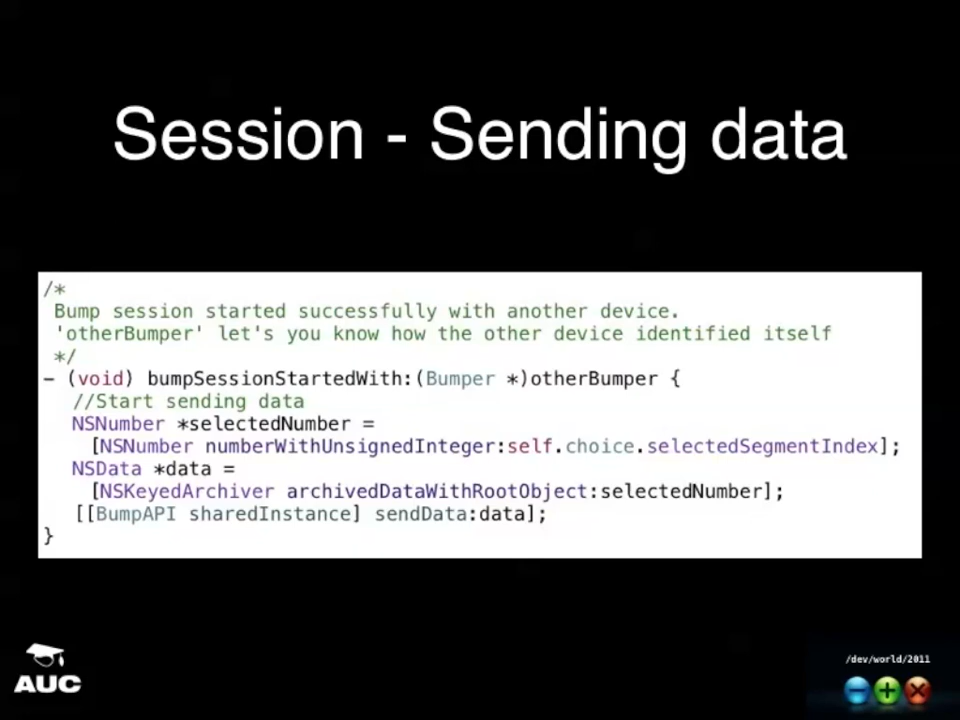 Session - Sending data
/*
Bump session started successfully with another device.
'otherBumper' let's you know how the other device identified itself
*/
- (void) bumpSessionStartedWith:(Bumper *)otherBumper {
//Start sending data
NSNumber *selectedNumber =
[NSNumber numberWithUnsignedInteger:self.choice.selectedSegmentIndex];
NSData *data =
[NSKeyedArchiver archivedDataWithRootObject:selectedNumber];
[[BumpAPI sharedInstance] sendData:data];
}
AUC
/dev/world/2011